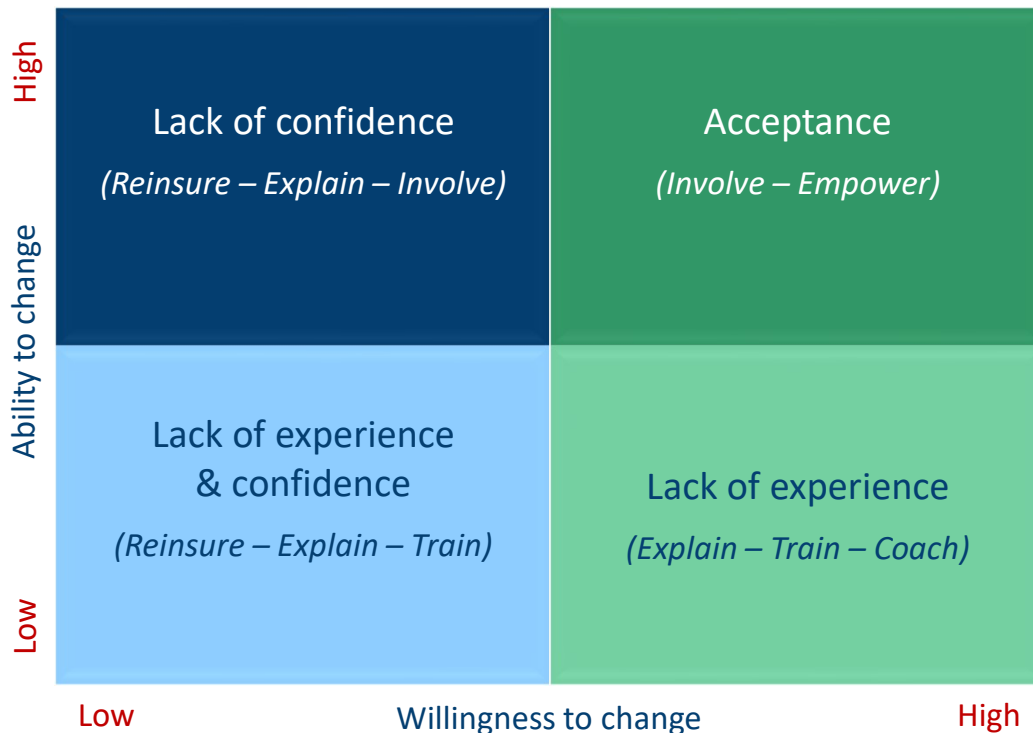 High
Lack of confidence
(Reinsure – Explain – Involve)
Acceptance
(Involve – Empower)
Ability to change
Lack of experience
& confidence
(Reinsure – Explain – Train)
Lack of experience
(Explain – Train – Coach)
Low
Low
Willingness to change
High